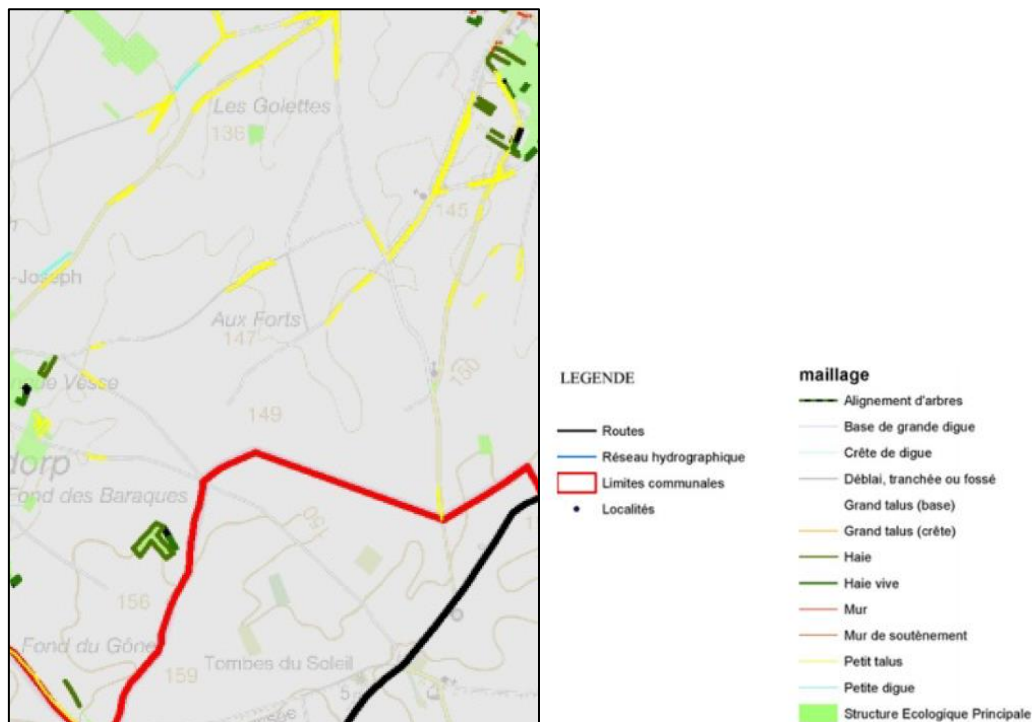 Les Golettes
136
145
Joseph
Aux Forts
147
160
Vesse
149
dorp
Fond des Baraques
150
156
Fond du Gône
Tombes du Soleil
159
5
LEGENDE
Routes
Réseau hydrographique
Limites communales
Localités
maillage
Alignement d'arbres
Base de grande digue
Crête de digue
Déblai, tranchée ou fossé
Grand talus (base)
Grand talus (crête)
Haie
Haie vive
Mur
Mur de soutènement
Petit talus
Petite digue
Structure Ecologique Principale